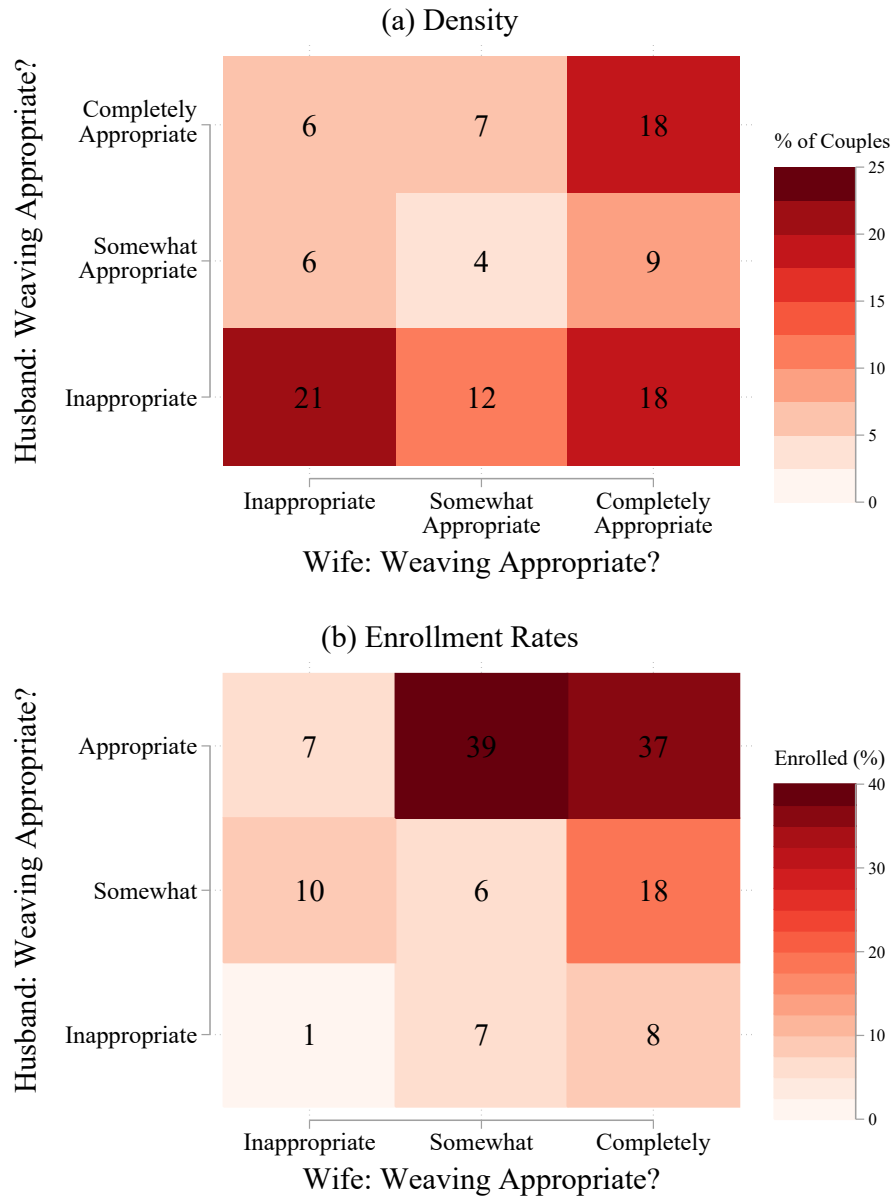 (a) Density
Husband: Weaving Appropriate?
Completely
Appropriate
6 7 18
Somewhat
Appropriate
6 4 9
Inappropriate
21 12 18
Inappropriate
Somewhat
Appropriate
Completely
Appropriate
Wife: Weaving Appropriate?
% of Couples
25
20
15
10
5
0
(b) Enrollment Rates
Husband: Weaving Appropriate?
Appropriate
7 39 37
Somewhat
10 6 18
Inappropriate
1 7 8
Inappropriate Somewhat Completely
Wife: Weaving Appropriate?
Enrolled (%)
40
30
20
10
0